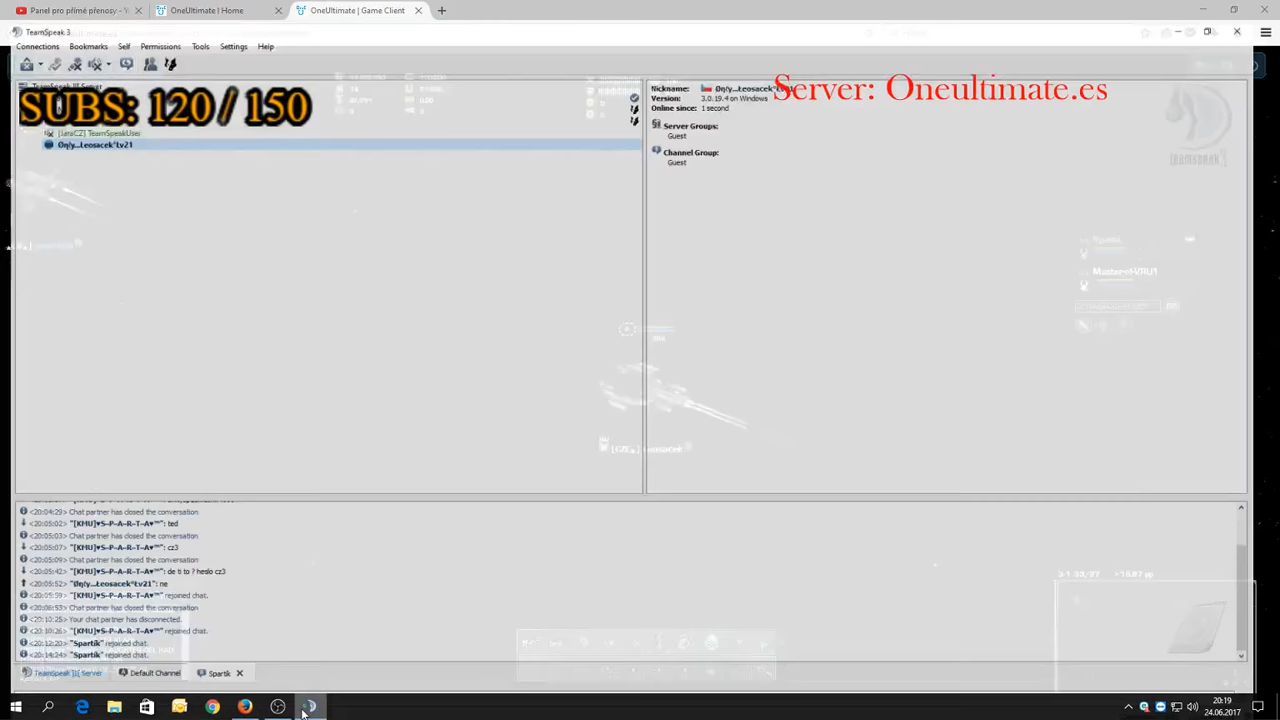 Panel pro přímé přenosy - Y
OneUltimate | Home
OneUltimate | Game Client
TeamSpeak 3
Connections Bookmarks Self Permissions Tools Settings Help
SUBS: 120 / 150
Server: Oneultimate.es
[JaraCZ] TeamSpeakUser
Nickname:
Version: 3.0.19.4 on Windows
Online since: 1 second
Server Groups:
Guest
Channel Group:
Guest
<20:04:29> Chat partner has closed the conversation
<20:05:02> "[KMU]♥S-P-A-R-T-A♥™": ted
<20:05:03> Chat partner has closed the conversation
<20:05:07> "[KMU]♥S-P-A-R-T-A♥™": cz3
<20:05:09> Chat partner has closed the conversation
<20:05:42> "[KMU]♥S-P-A-R-T-A♥™": de ti to ? heslo cz3
<20:05:59> "[KMU]♥S-P-A-R-T-A♥™" rejoined chat.
<20:06:53> Chat partner has closed the conversation
<20:10:25> Your chat partner has disconnected.
<20:10:26> "[KMU]♥S-P-A-R-T-A♥™" rejoined chat.
<20:12:20> "Spartik" rejoined chat.
<20:14:24> "Spartik" rejoined chat.
TeamSpeak ]I[ Server
Default Channel
Spartik
20:19
24.06.2017